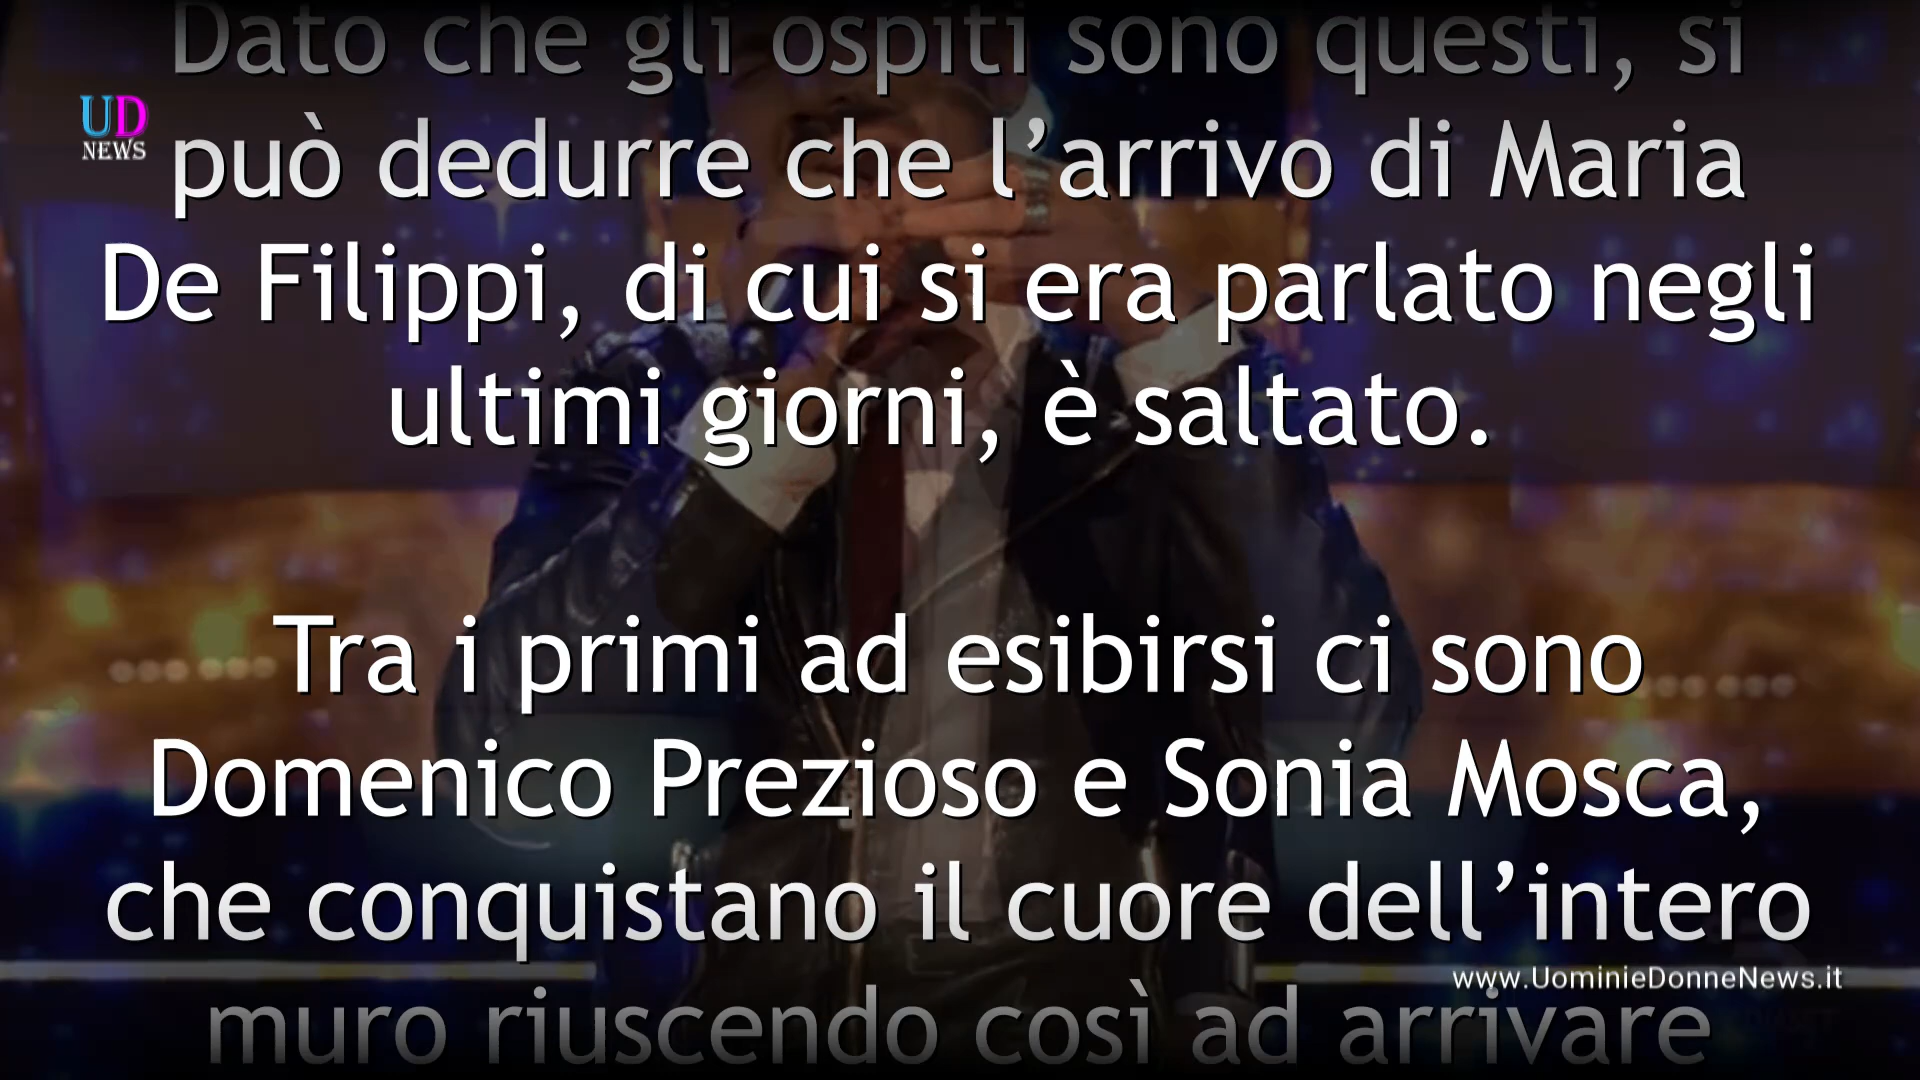 Dato che gli ospiti sono questi, si
UD
NEWS
può dedurre che l’arrivo di Maria
De Filippi, di cui si era parlato negli
ultimi giorni, è saltato.
Tra i primi ad esibirsi ci sono
Domenico Prezioso e Sonia Mosca,
che conquistano il cuore dell’intero
www.UominieDonneNews.it
muro riuscendo così ad arrivare